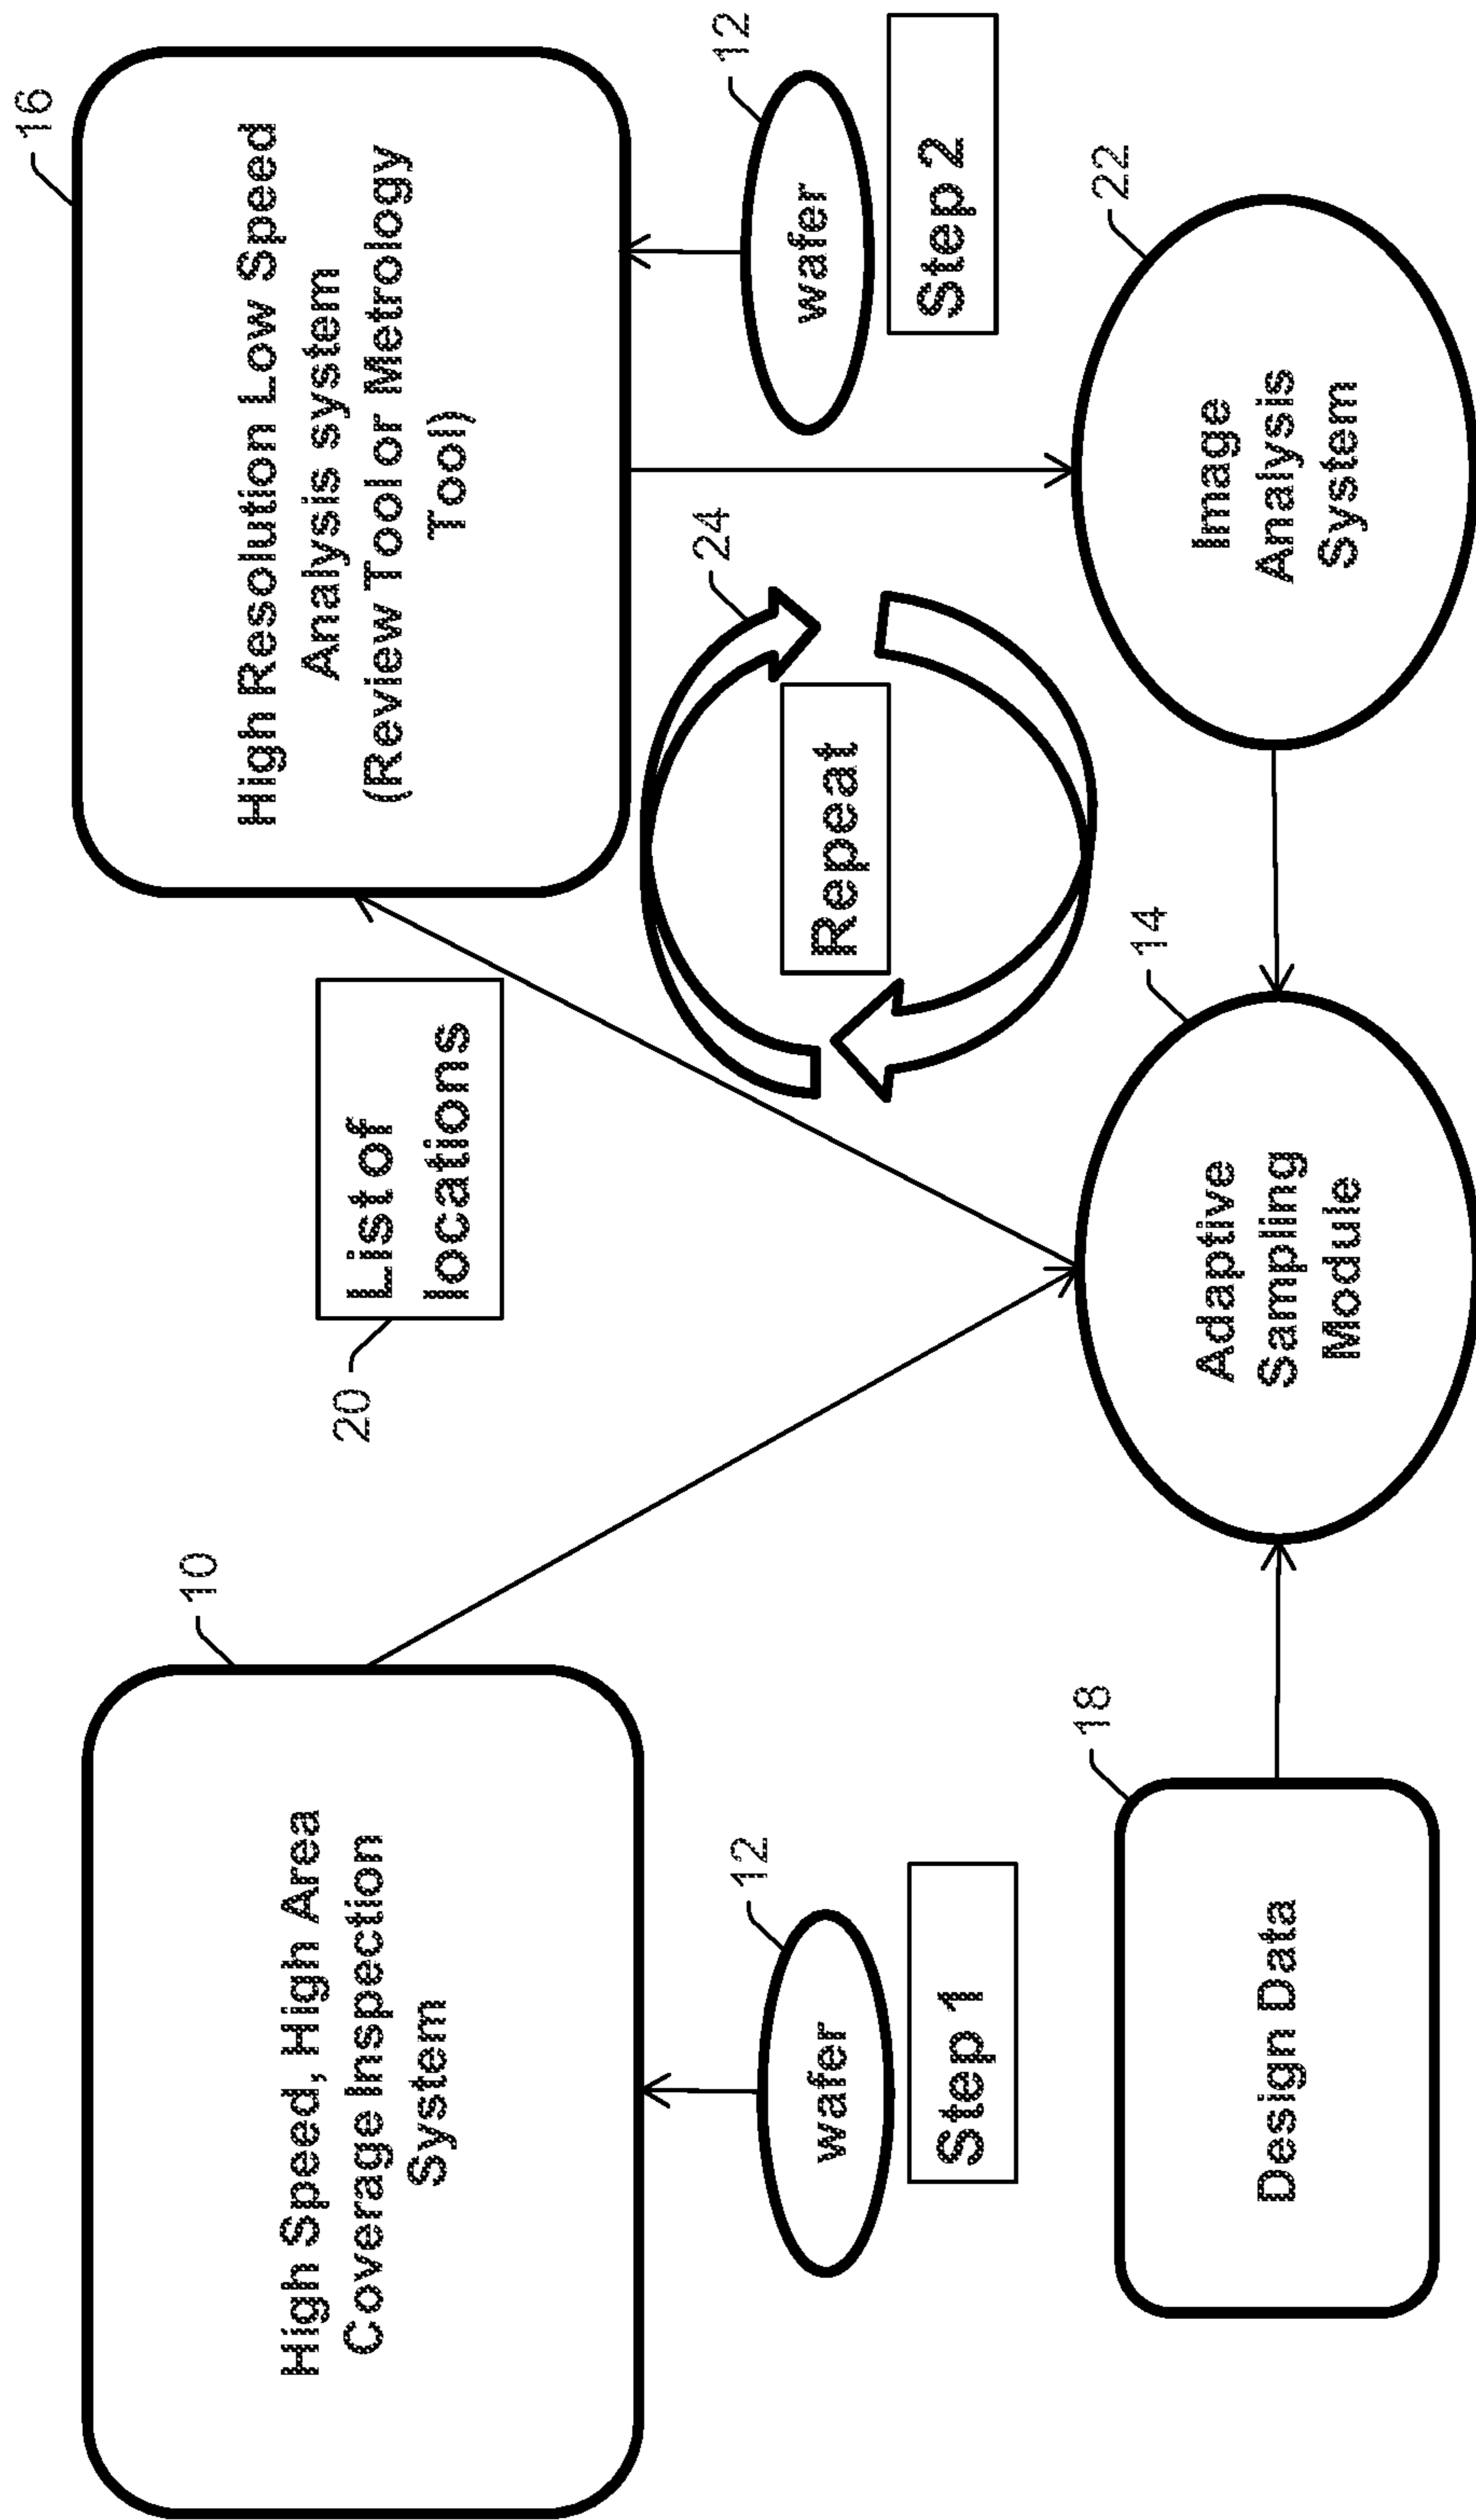 High Speed, High Area
Coverage Inspection
System
10
wafer
12
Step 1
Design Data
18
List of
locations
20
Adaptive
Sampling
Module
14
High Resolution Low Speed
Analysis system
(Review Tool or Metrology
Tool)
16
wafer
12
Step 2
Repeat
24
Image
Analysis
System
22